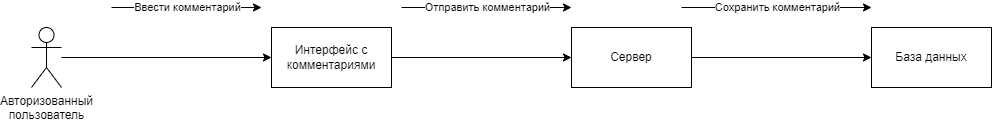 Ввести комментарий
Отправить комментарий
Сохранить комментарий
Интерфейс с
комментариями
Сервер
База данных
Авторизованный
пользователь